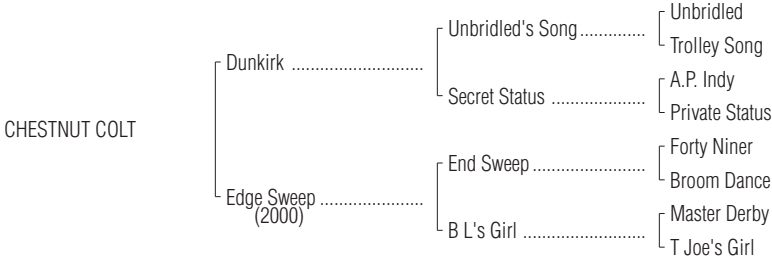 Unbridled
Unbridled's Song..............
Trolley Song
Dunkirk ............................
A.P. Indy
Secret Status ....................
Private Status
CHESTNUT COLT
Forty Niner
End Sweep ........................
Broom Dance
Edge Sweep ......................
(2000)
Master Derby
B L's Girl ..........................
T Joe's Girl